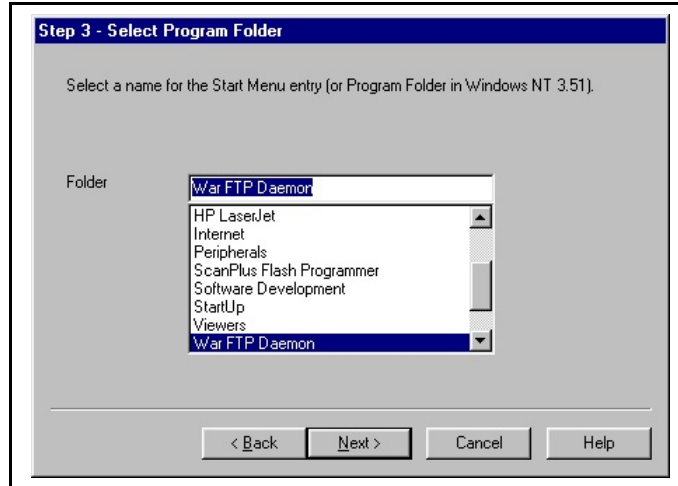 Step 3 - Select Program Folder
Select a name for the Start Menu entry (or Program Folder in Windows NT 3.51).
Folder
War FTP Daemon
HP LaserJet
Internet
Peripherals
ScanPlus Flash Programmer
Software Development
StartUp
Viewers
War FTP Daemon
< Back Next > Cancel Help